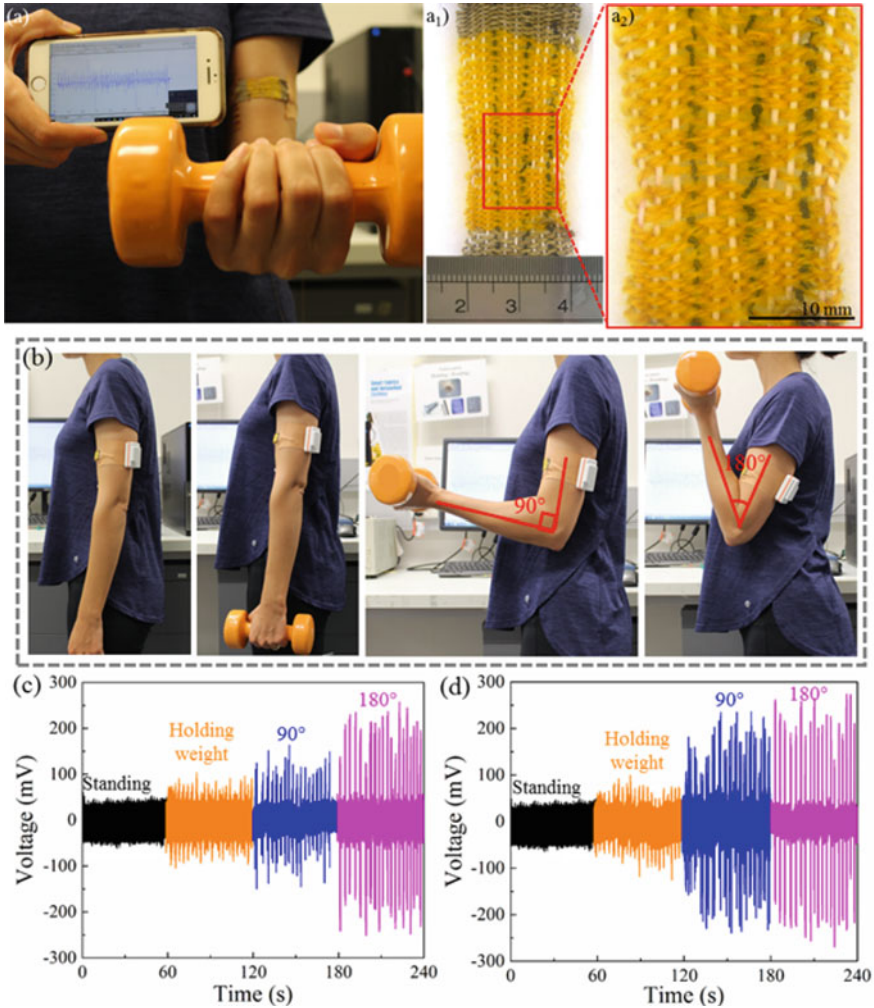 (a)
a₁)
a₂)
2 3 4
10 mm
(b)
90°
180°
(c)
300
200
100
0
-100
-200
-300
Voltage (mV)
Standing
Holding
weight
90°
180°
0 60 120 180 240
Time (s)
(d)
300
200
100
0
-100
-200
-300
Voltage (mV)
Standing
Holding
weight
90°
180°
0 60 120 180 240
Time (s)